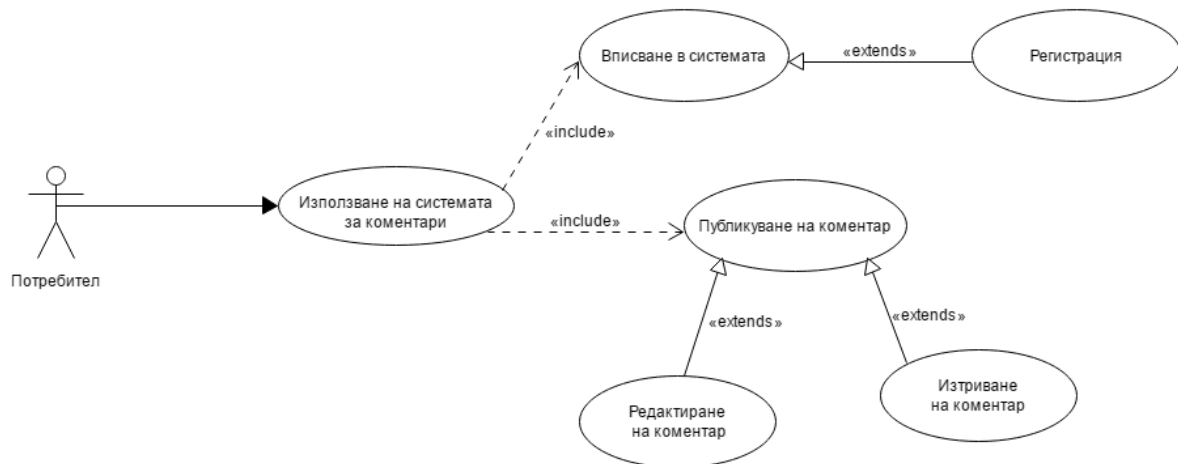 Вписване в системата
«extends»
Регистрация
«include»
Използване на системата
за коментари
«include»
Публикуване на коментар
Потребител
«extends»
«extends»
Редактиране
на коментар
Изтриване
на коментар